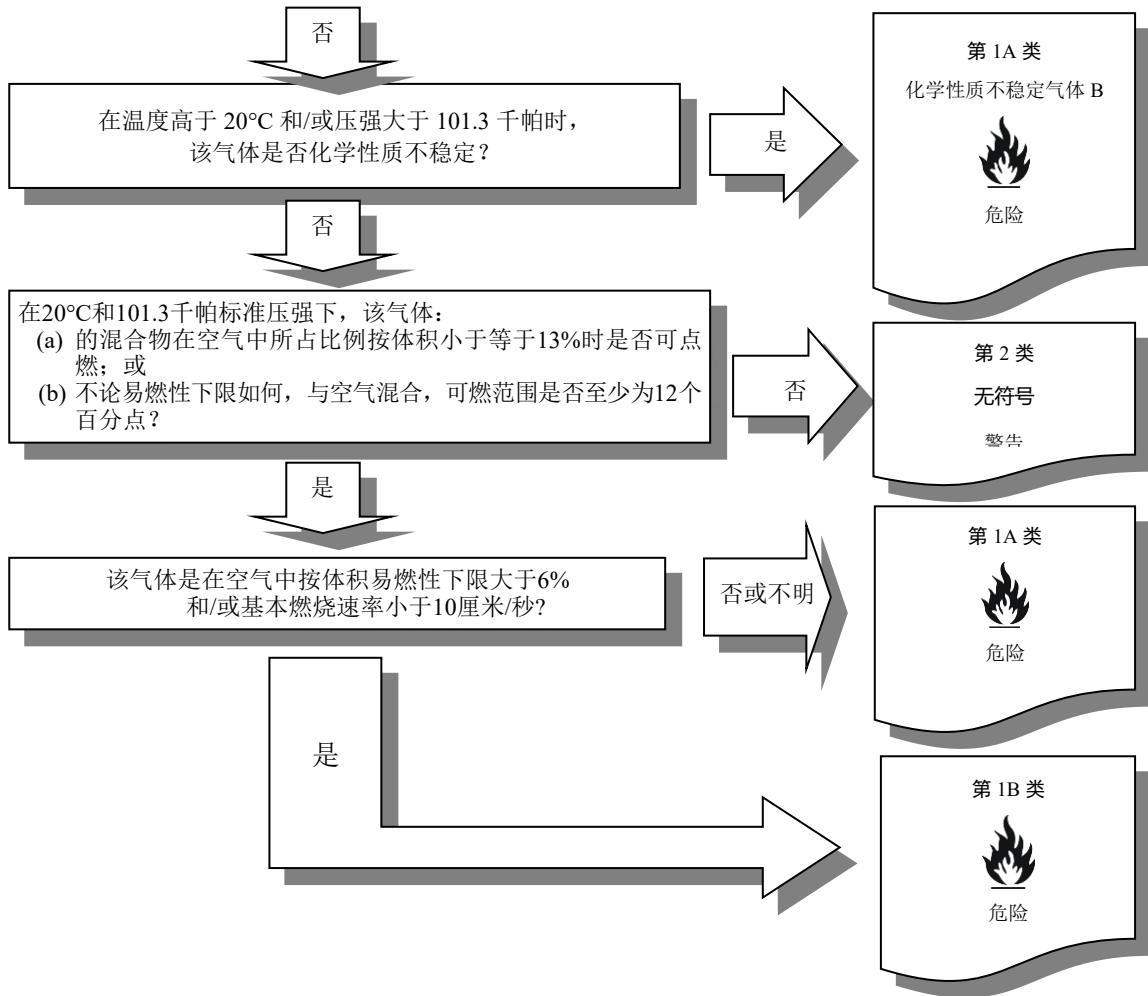 否
第 1A 类
化学性质不稳定气体 B
危险
在温度高于 20°C 和/或压强大于 101.3 千帕时，
该气体是否化学性质不稳定？
是
否
在20°C和101.3千帕标准压强下，该气体：
(a) 的混合物在空气中所占比例按体积小于等于13%时是否可点
燃；或
(b) 不论易燃性下限如何，与空气混合，可燃范围是否至少为12个
百分点？
否
第 2 类
无符号
警告
是
该气体是在空气中按体积易燃性下限大于6%
和/或基本燃烧速率小于10厘米/秒?
否或不明
第 1A 类
危险
是
第 1B 类
危险